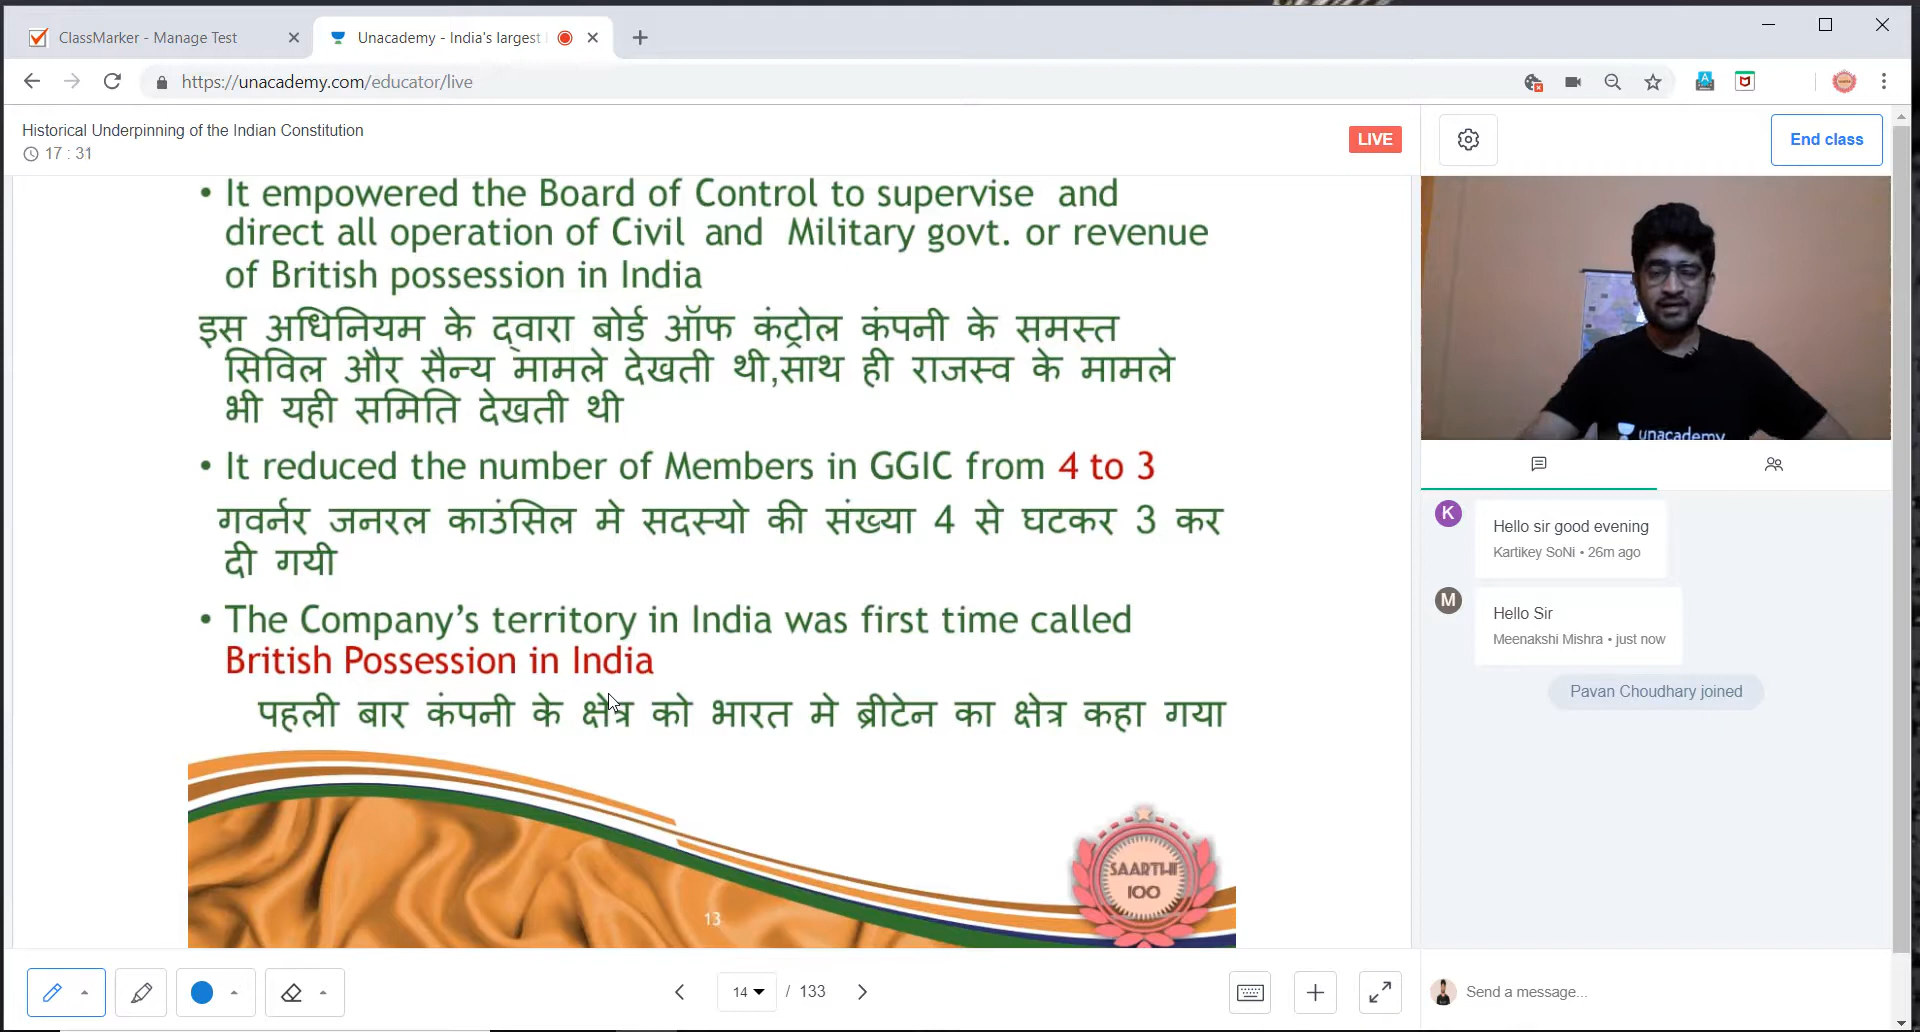 ClassMarker - Manage Test
Unacademy - India's largest
https://unacademy.com/educator/live
Historical Underpinning of the Indian Constitution
17 : 31
LIVE
End class
• It empowered the Board of Control to supervise and
direct all operation of Civil and Military govt. or revenue
of British possession in India
इस अधिनियम के द्वारा बोर्ड ऑफ कंट्रोल कंपनी के समस्त
सिविल और सैन्य मामले देखती थी,साथ ही राजस्व के मामले
भी यही समिति देखती थी
• It reduced the number of Members in GGIC from 4 to 3
गवर्नर जनरल काउंसिल मे सदस्यो की संख्या 4 से घटकर 3 कर
दी गयी
• The Company's territory in India was first time called
British Possession in India
पहली बार कंपनी के क्षेत्र को भारत मे ब्रीटेन का क्षेत्र कहा गया
SAARTHI
100
13
unacademy
K
Hello sir good evening
Kartikey SoNi • 26m ago
M
Hello Sir
Meenakshi Mishra • just now
Pavan Choudhary joined
14 / 133
Send a message...